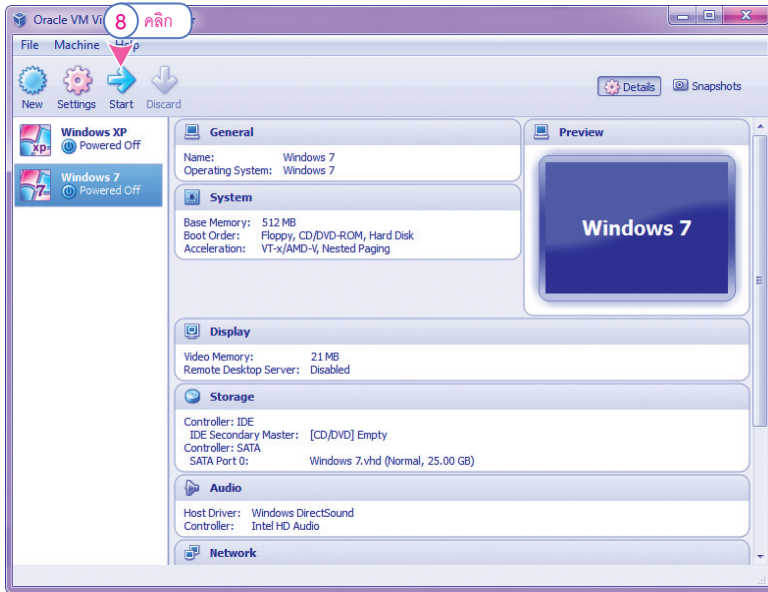 Oracle VM Vi
8 คลิก
File Machine Help
New Settings Start Discard
Details Snapshots
Windows XP
Powered Off
Windows 7
Powered Off
General
Name: Windows 7
Operating System: Windows 7
System
Base Memory: 512 MB
Boot Order: Floppy, CD/DVD-ROM, Hard Disk
Acceleration: VT-x/AMD-V, Nested Paging
Preview
Windows 7
Display
Video Memory: 21 MB
Remote Desktop Server: Disabled
Storage
Controller: IDE
IDE Secondary Master: [CD/DVD] Empty
Controller: SATA
SATA Port 0: Windows 7.vhd (Normal, 25.00 GB)
Audio
Host Driver: Windows DirectSound
Controller: Intel HD Audio
Network